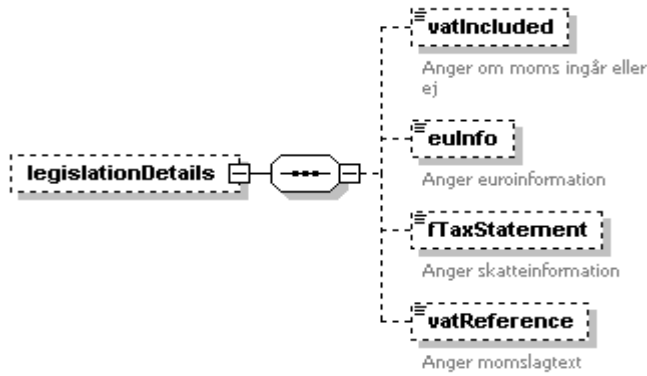 vatIncluded
Anger om moms ingår eller
ej
legislationDetails
euInfo
Anger euroinformation
fTaxStatement
Anger skatteinformation
vatReference
Anger momslagtext